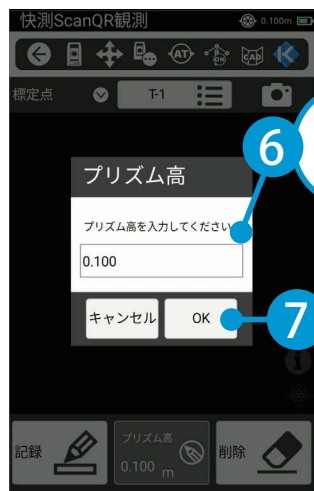 快測ScanQR観測
0.100m
AT
ON
CAD
標定点
T-1
6
プリズム高
プリズム高を入力してください
0.100
キャンセル
OK
7
記録
プリズム高
0.100 m
削除